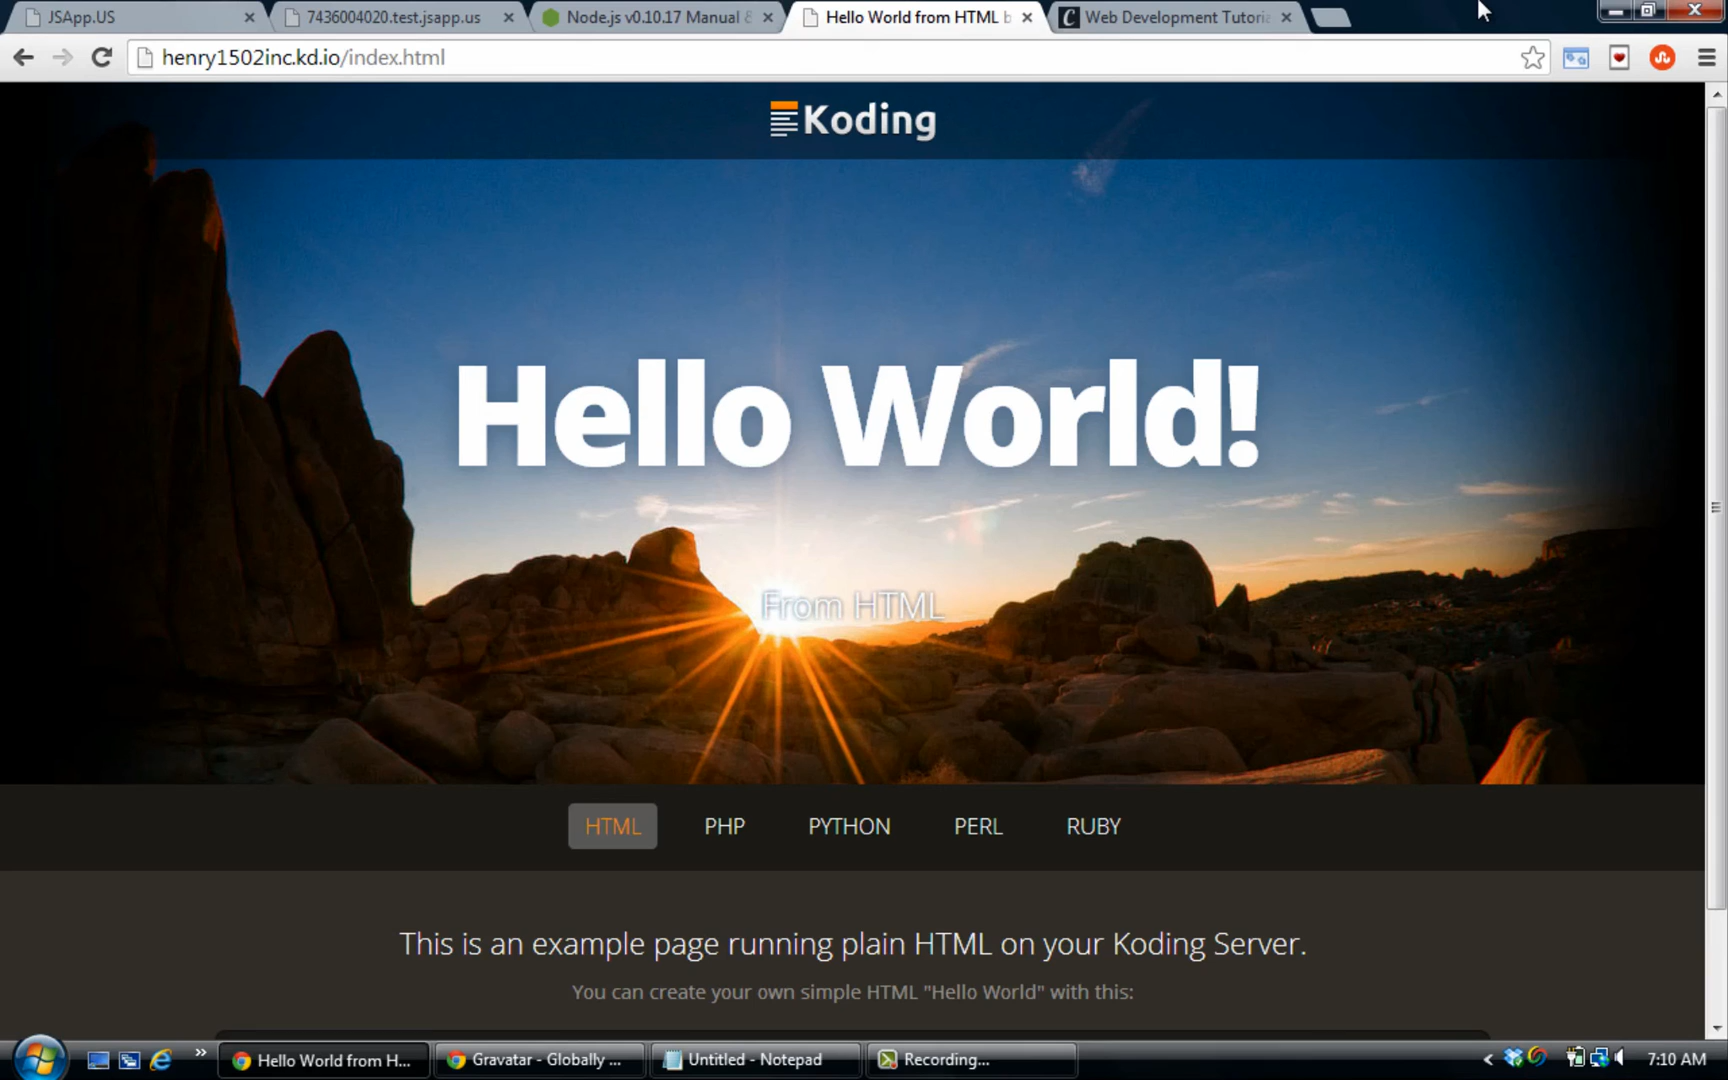 JSApp.US
7436004020.test.jsapp.us
Node.js v0.10.17 Manual &
Hello World from HTML b
Web Development Tutoria
henry1502inc.kd.io/index.html
Koding
Hello World!
From HTML
HTML PHP PYTHON PERL RUBY
This is an example page running plain HTML on your Koding Server.
You can create your own simple HTML "Hello World" with this:
Hello World from H...
Gravatar - Globally ...
Untitled - Notepad
Recording...
7:10 AM